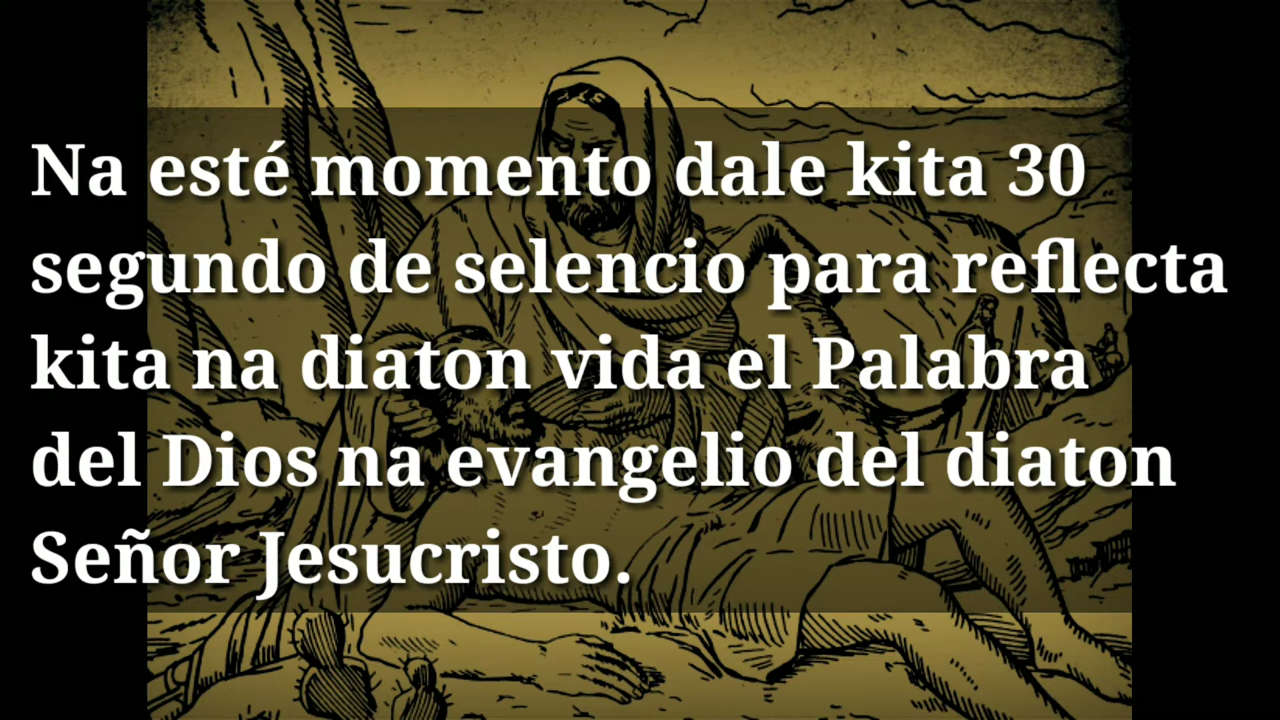 Na esté momento dale kita 30
segundo de selencio para reflecta
kita na diaton vida el Palabra
del Dios na evangelio del diaton
Señor Jesucristo.